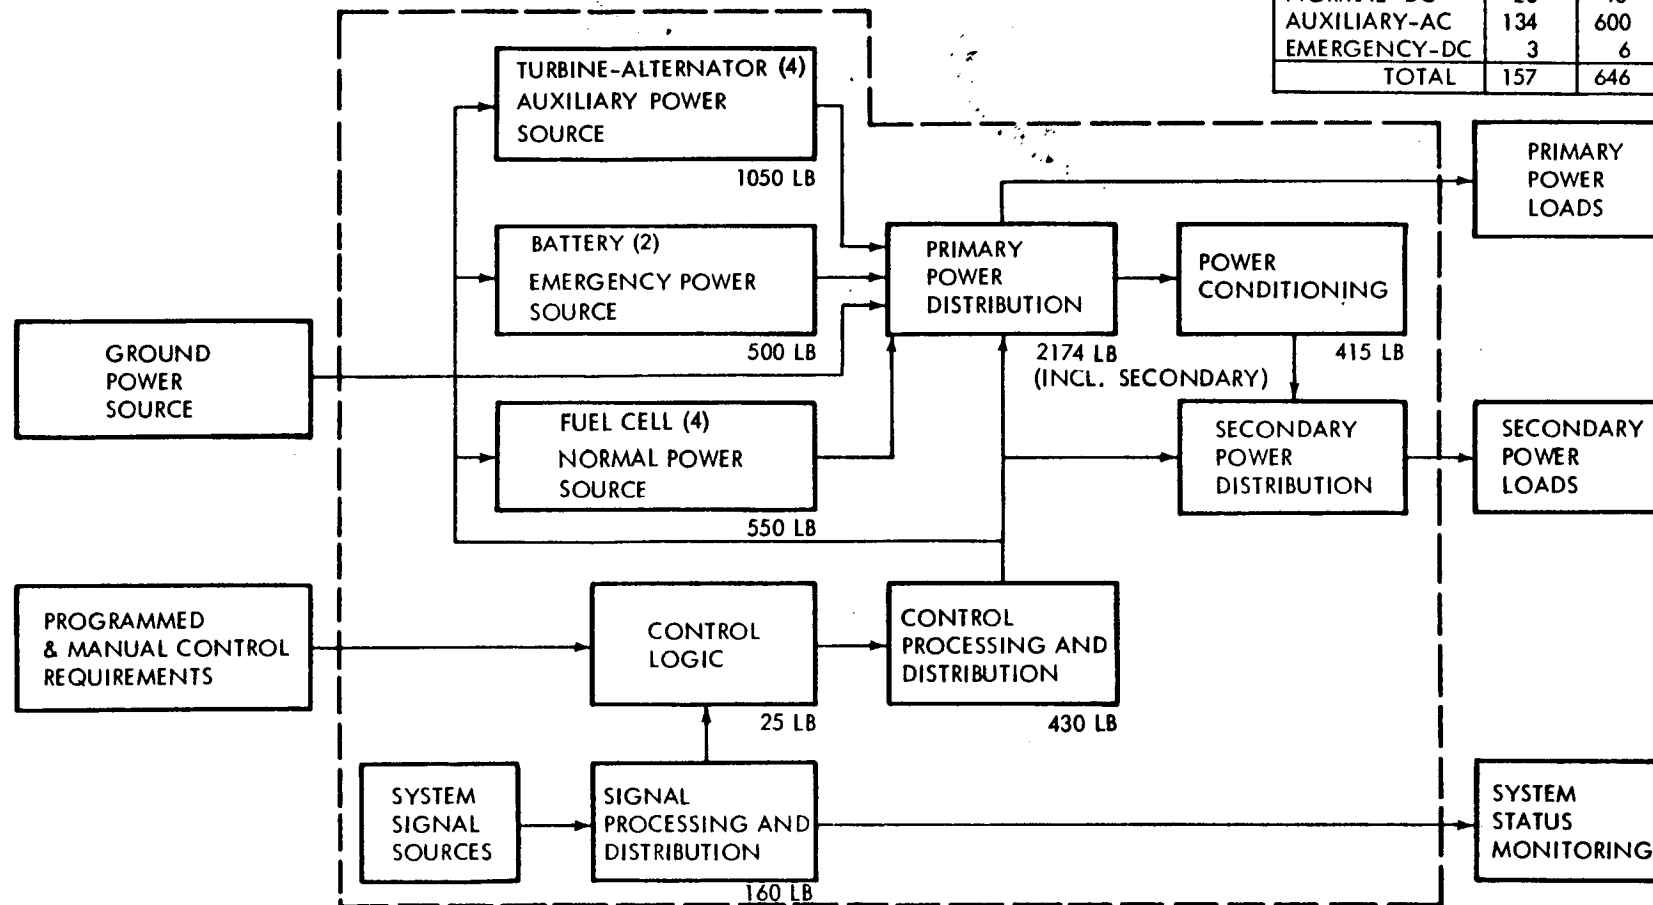 AUXILIARY-AC 134 600
EMERGENCY-DC 3 6
TOTAL 157 646
TURBINE-ALTERNATOR (4)
AUXILIARY POWER
SOURCE
1050 LB
PRIMARY
POWER
LOADS
BATTERY (2)
EMERGENCY POWER
SOURCE
500 LB
PRIMARY
POWER
DISTRIBUTION
2174 LB
(INCL. SECONDARY)
POWER
CONDITIONING
415 LB
GROUND
POWER
SOURCE
FUEL CELL (4)
NORMAL POWER
SOURCE
550 LB
SECONDARY
POWER
DISTRIBUTION
SECONDARY
POWER
LOADS
PROGRAMMED
& MANUAL CONTROL
REQUIREMENTS
CONTROL
LOGIC
25 LB
CONTROL
PROCESSING AND
DISTRIBUTION
430 LB
SYSTEM
SIGNAL
SOURCES
SIGNAL
PROCESSING AND
DISTRIBUTION
160 LB
SYSTEM
STATUS
MONITORING